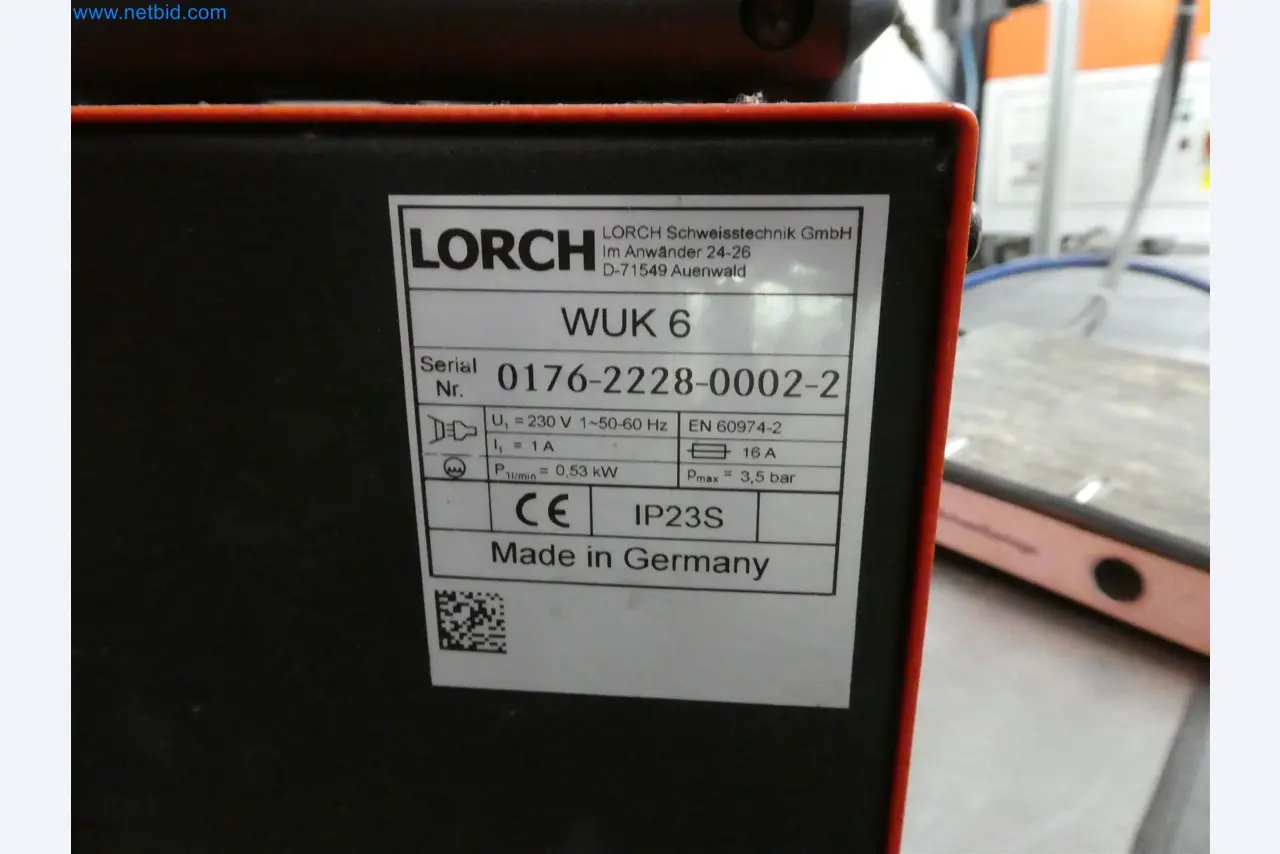 www.netbid.com
LORCH
LORCH Schweisstechnik GmbH
Im Anwänder 24-26
D-71549 Auenwald
WUK 6
Serial Nr. 0176-2228-0002-2
U₁ = 230 V 1~50-60 Hz
EN 60974-2
I₁ = 1 A
16 A
P1l/min = 0,53 kW
Pmax = 3,5 bar
CE
IP23S
Made in Germany